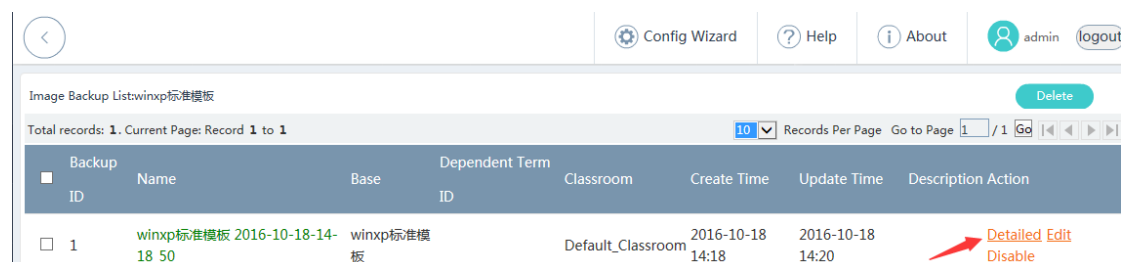 Config Wizard
Help
About
admin
logout
Image Backup List:winxp标准模板
Delete
Total records: 1. Current Page: Record 1 to 1
10 Records Per Page Go to Page 1 / 1 Go
Backup ID Name Base Dependent Term ID Classroom Create Time Update Time Description Action
1 winxp标准模板 2016-10-18-14-18 50 winxp标准模板 Default_Classroom 2016-10-18 14:18 2016-10-18 14:20 Detailed Edit Disable